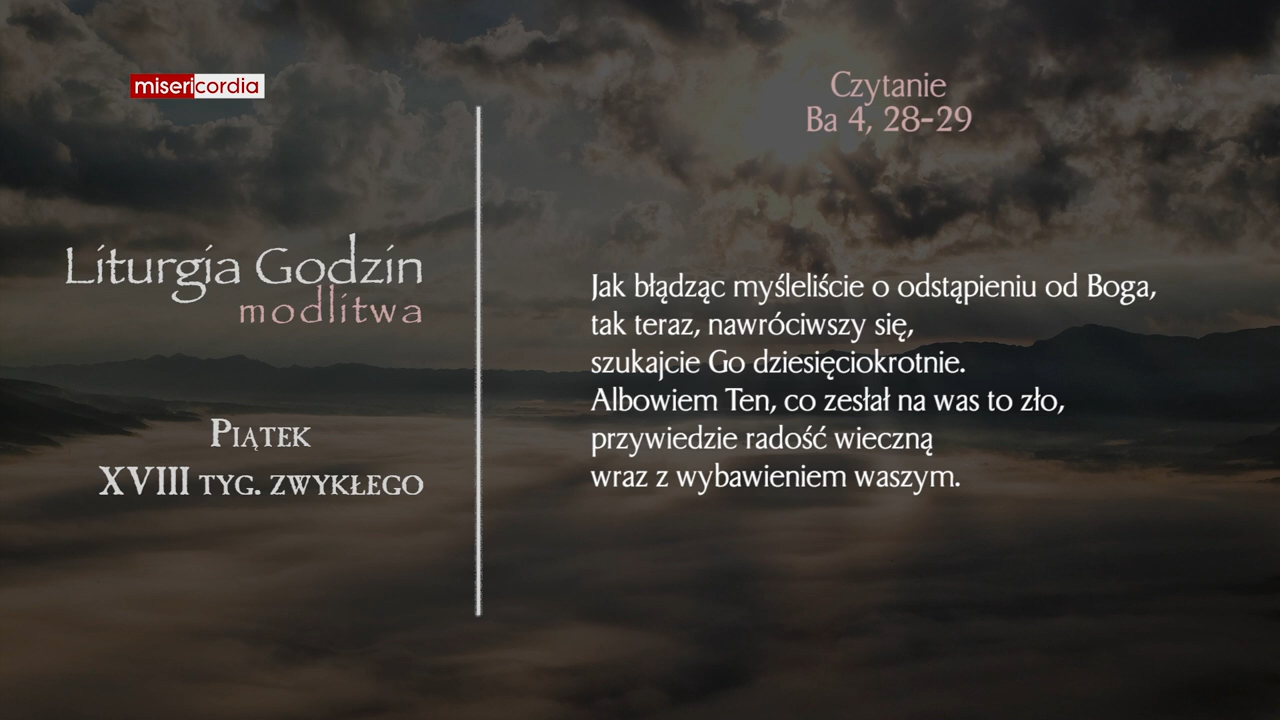 misericordia
Liturgia Godzin
modlitwa
Piątek
XVIII tyg. zwykłego
Czytanie
Ba 4, 28-29
Jak błądząc myśleliście o odstąpieniu od Boga,
tak teraz, nawróciwszy się,
szukajcie Go dziesięciokrotnie.
Albowiem Ten, co zesłał na was to zło,
przywiedzie radość wieczną
wraz z wybawieniem waszym.